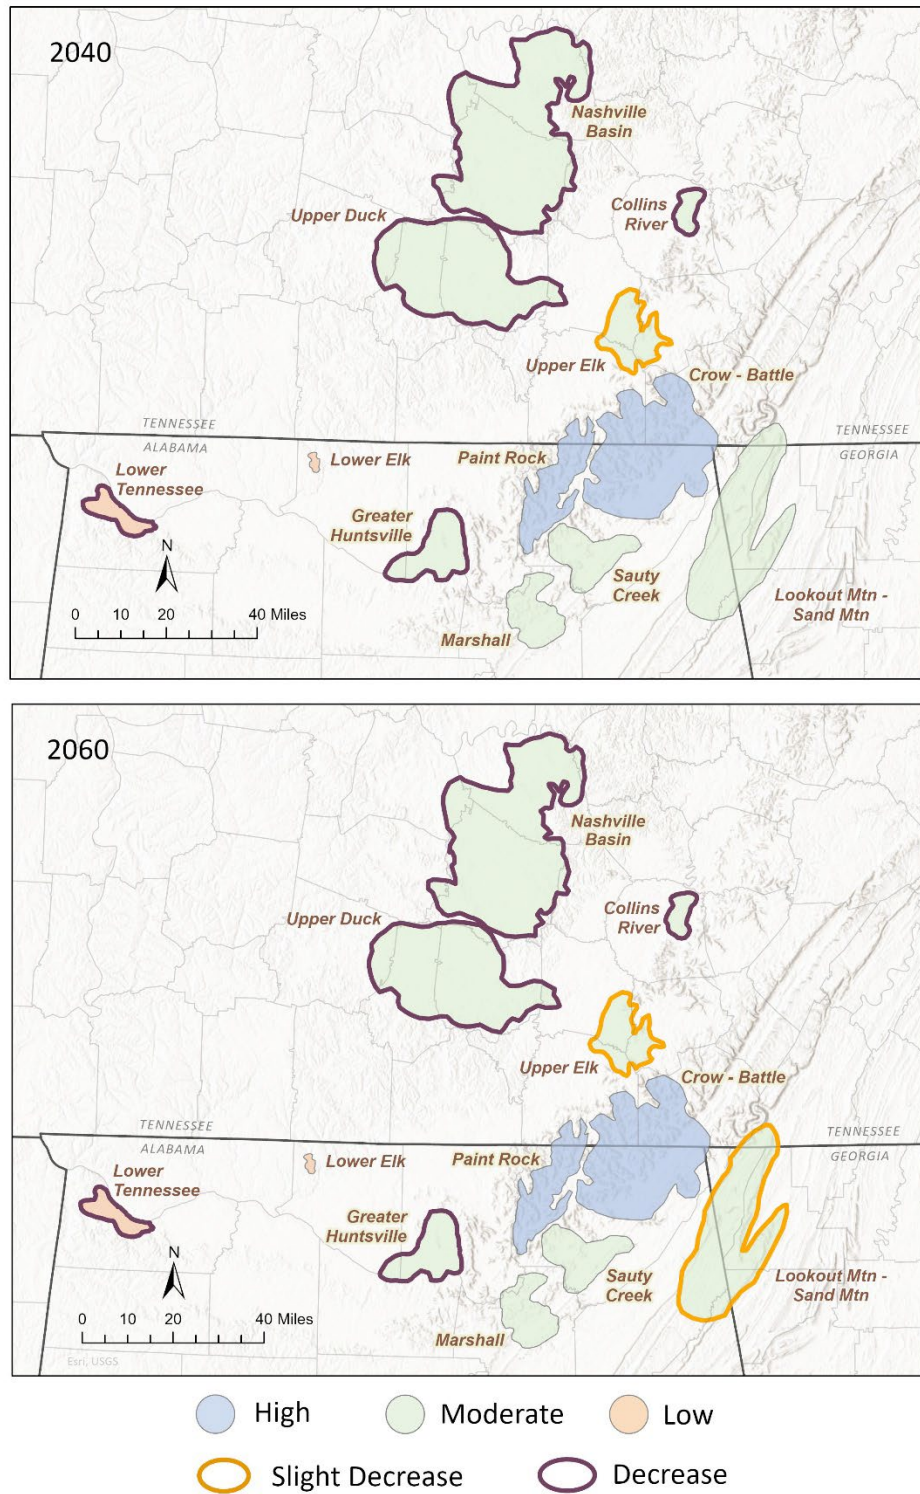 2040
Nashville
Basin
Collins
River
Upper Duck
Upper Elk
Crow - Battle
TENNESSEE
ALABAMA
TENNESSEE
GEORGIA
Lower
Tennessee
Lower Elk
Paint Rock
Greater
Huntsville
N
0 10 20 40 Miles
Sauty
Creek
Lookout Mtn -
Sand Mtn
Marshall
2060
Nashville
Basin
Collins
River
Upper Duck
Upper Elk
Crow - Battle
TENNESSEE
ALABAMA
TENNESSEE
GEORGIA
Lower
Tennessee
Lower Elk
Paint Rock
Greater
Huntsville
N
0 10 20 40 Miles
Sauty
Creek
Lookout Mtn -
Sand Mtn
Marshall
Esri, USGS
High
Moderate
Low
Slight Decrease
Decrease